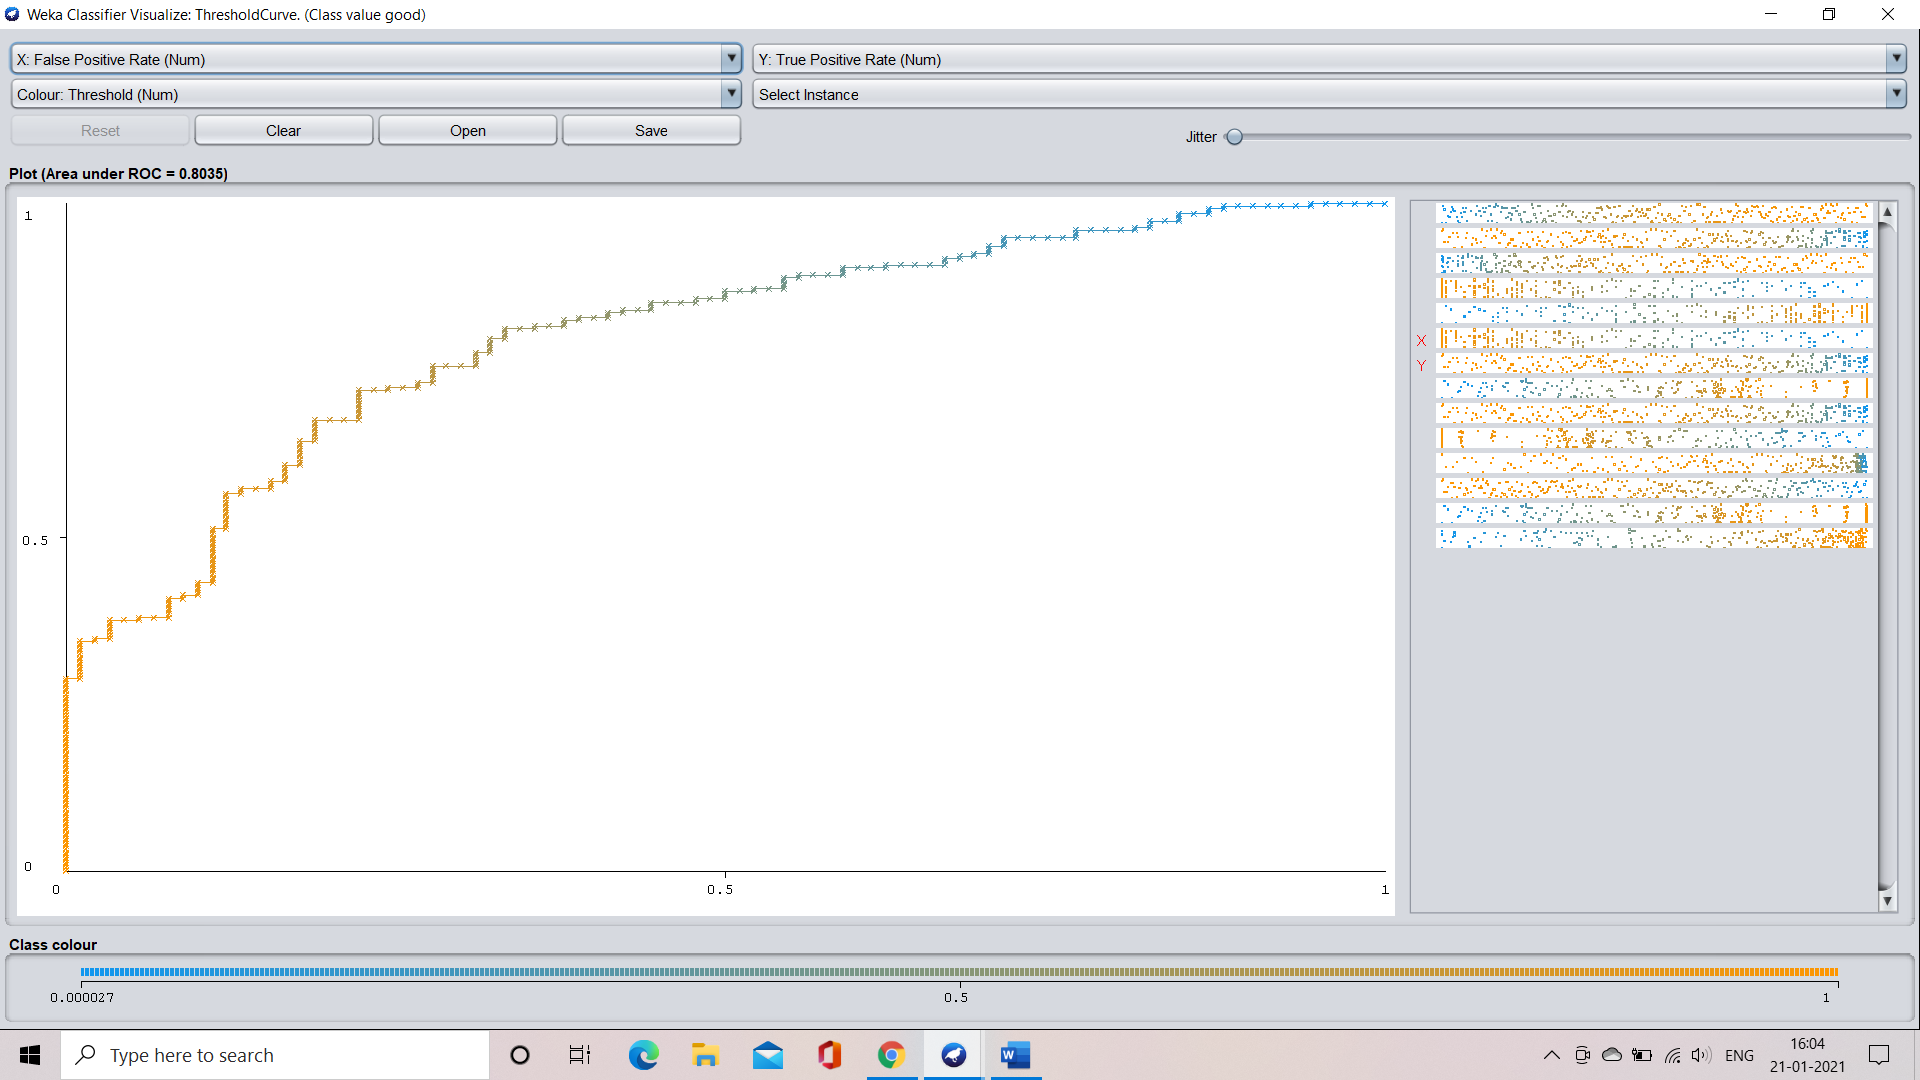 Weka Classifier Visualize: ThresholdCurve. (Class value good)
X: False Positive Rate (Num)
Y: True Positive Rate (Num)
Colour: Threshold (Num)
Select Instance
Reset
Clear
Open
Save
Jitter
Plot (Area under ROC = 0.8035)
1
0.5
0
0
0.5
1
X
Y
Class colour
0.000027
0.5
1
Type here to search
W
ENG
16:04
21-01-2021